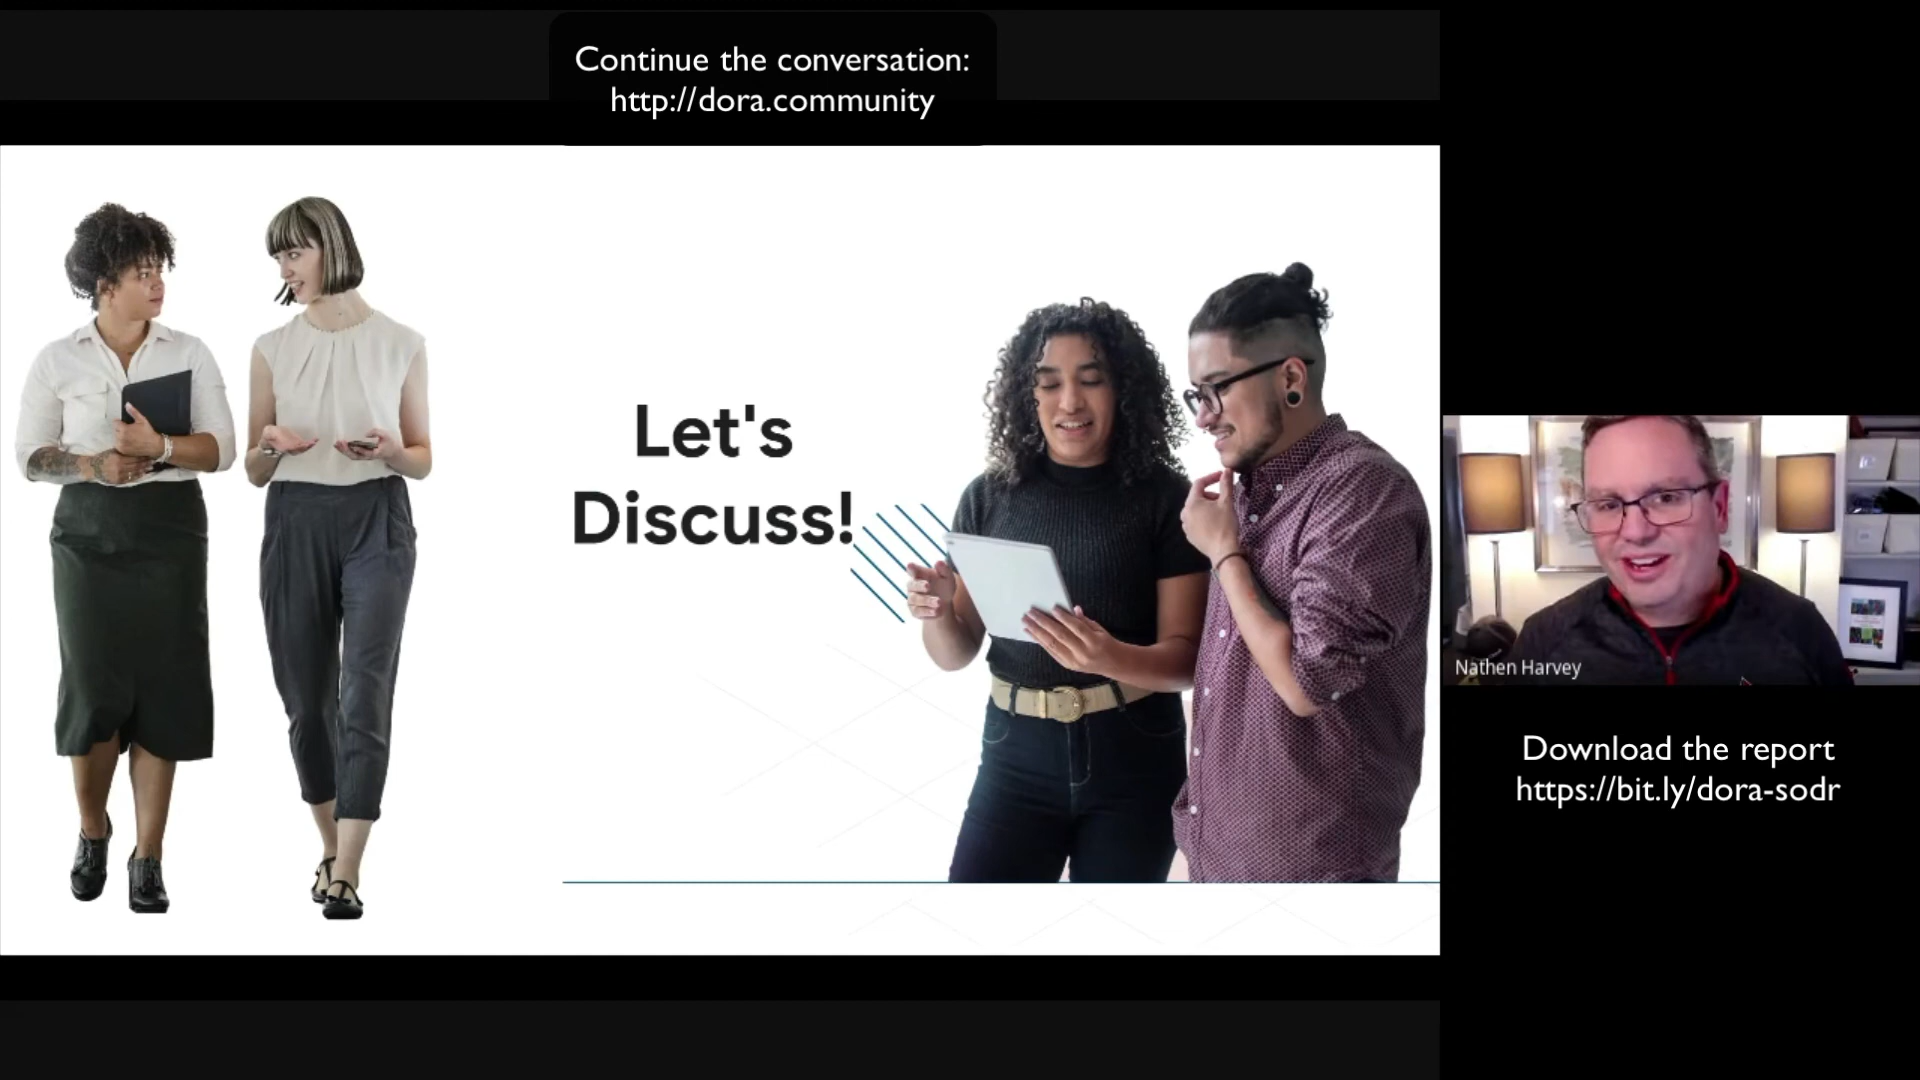 Continue the conversation:
http://dora.community
Let's
Discuss!
Nathen Harvey
Download the report
https://bit.ly/dora-sodr